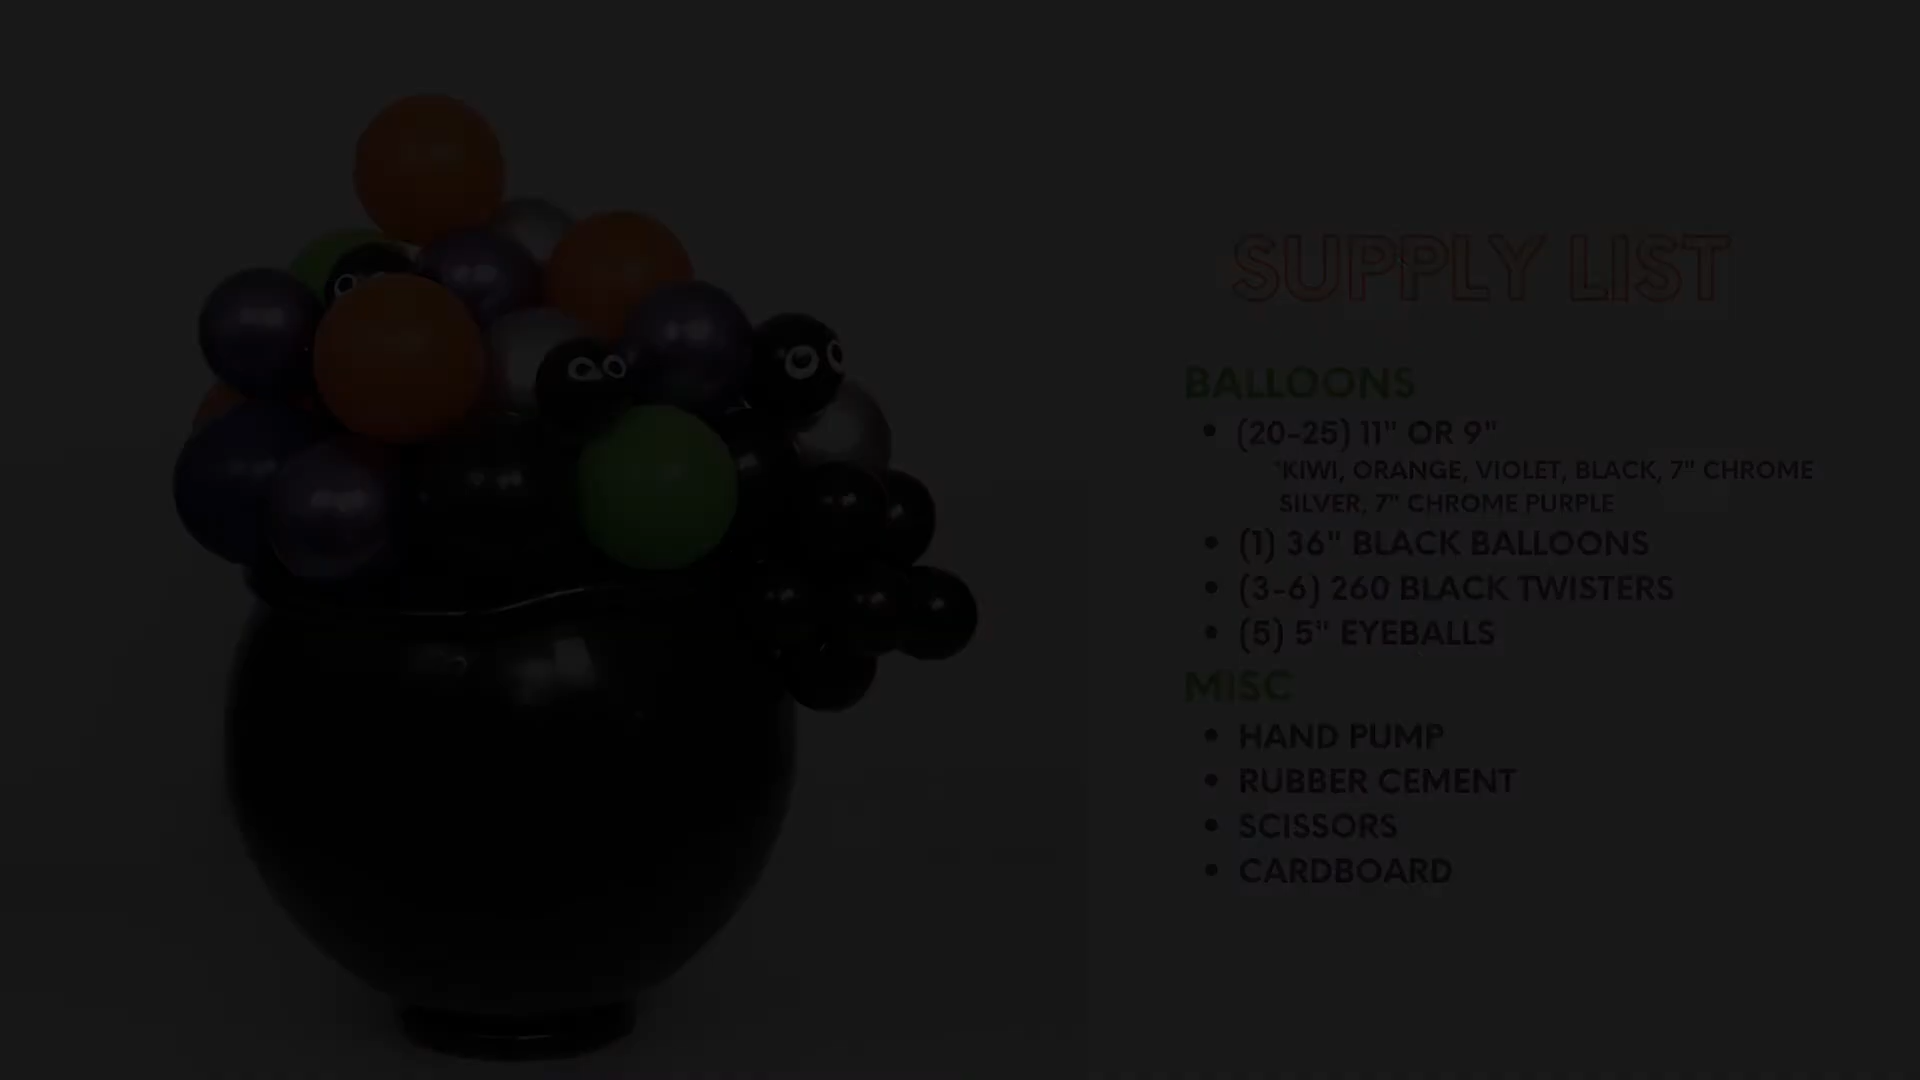 SUPPLY LIST
BALLOONS
• (20-25) 11" OR 9"
*KIWI, ORANGE, VIOLET, BLACK, 7" CHROME
SILVER, 7" CHROME PURPLE
• (1) 36" BLACK BALLOONS
• (3-6) 260 BLACK TWISTERS
• (5) 5" EYEBALLS
MISC
• HAND PUMP
• RUBBER CEMENT
• SCISSORS
• CARDBOARD